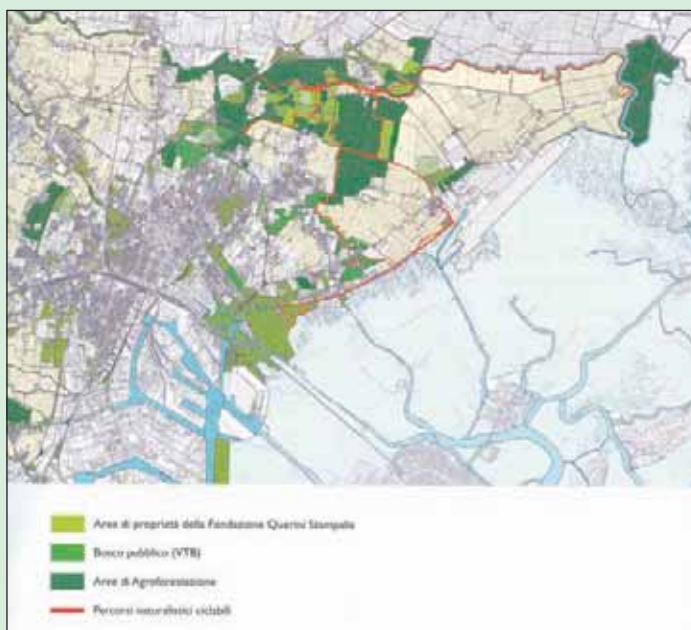 Aree di proprietà della Fondazione Querini Stampalia
Bosco pubblico (VTB)
Aree di Agroforestazione
Percorsi naturalistici ciclabili